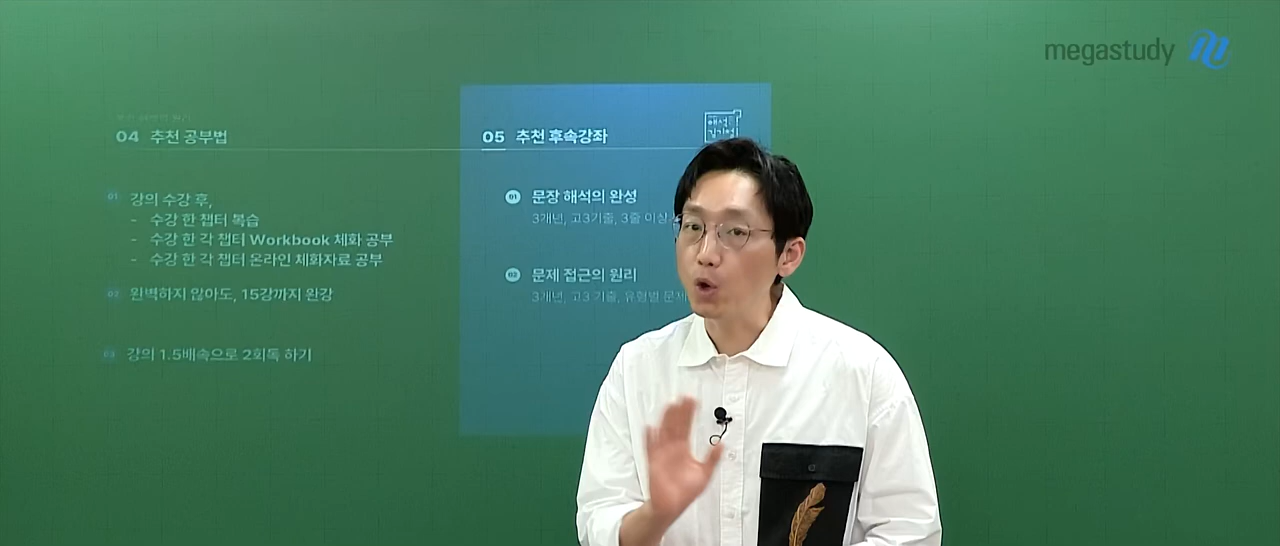 megastudy
04 추천 공부법
01 강의 수강 후,
- 수강 한 챕터 복습
- 수강 한 각 챕터 Workbook 체화 공부
- 수강 한 각 챕터 온라인 체화자료 공부
02 완벽하지 않아도, 15강까지 완강
03 강의 1.5배속으로 2회독 하기
05 추천 후속강좌
01 문장 해석의 완성
3개년, 고3기출, 3줄 이상
02 문제 접근의 원리
3개년, 고3 기출, 유형별 문제